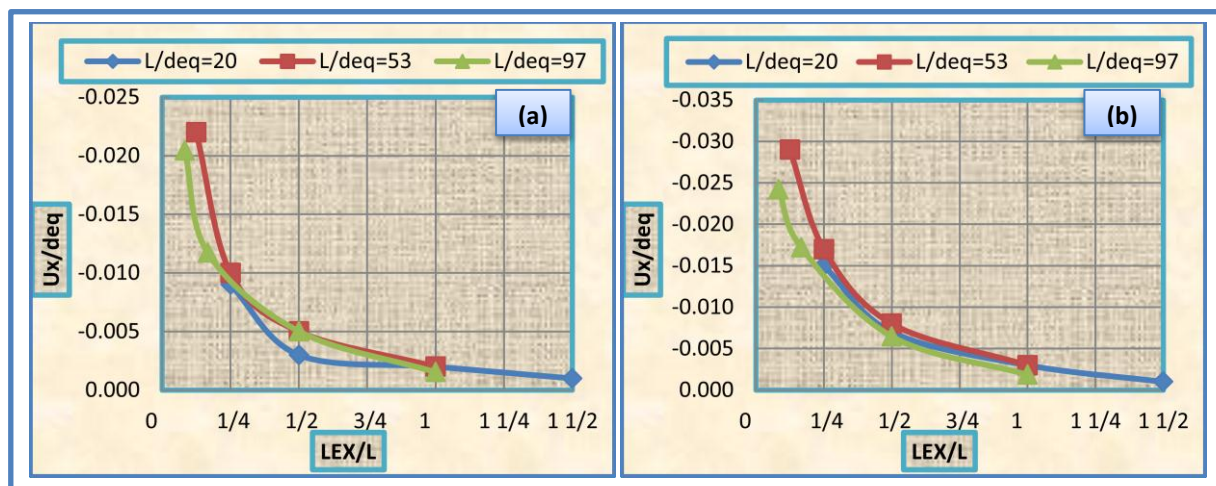 L/deq=20 L/deq=53 L/deq=97
(a)
Ux/deq
-0.025
-0.020
-0.015
-0.010
-0.005
0.000
0 1/4 1/2 3/4 1 1 1/4 1 1/2
LEX/L
L/deq=20 L/deq=53 L/deq=97
(b)
Ux/deq
-0.035
-0.030
-0.025
-0.020
-0.015
-0.010
-0.005
0.000
0 1/4 1/2 3/4 1 1 1/4 1 1/2
LEX/L